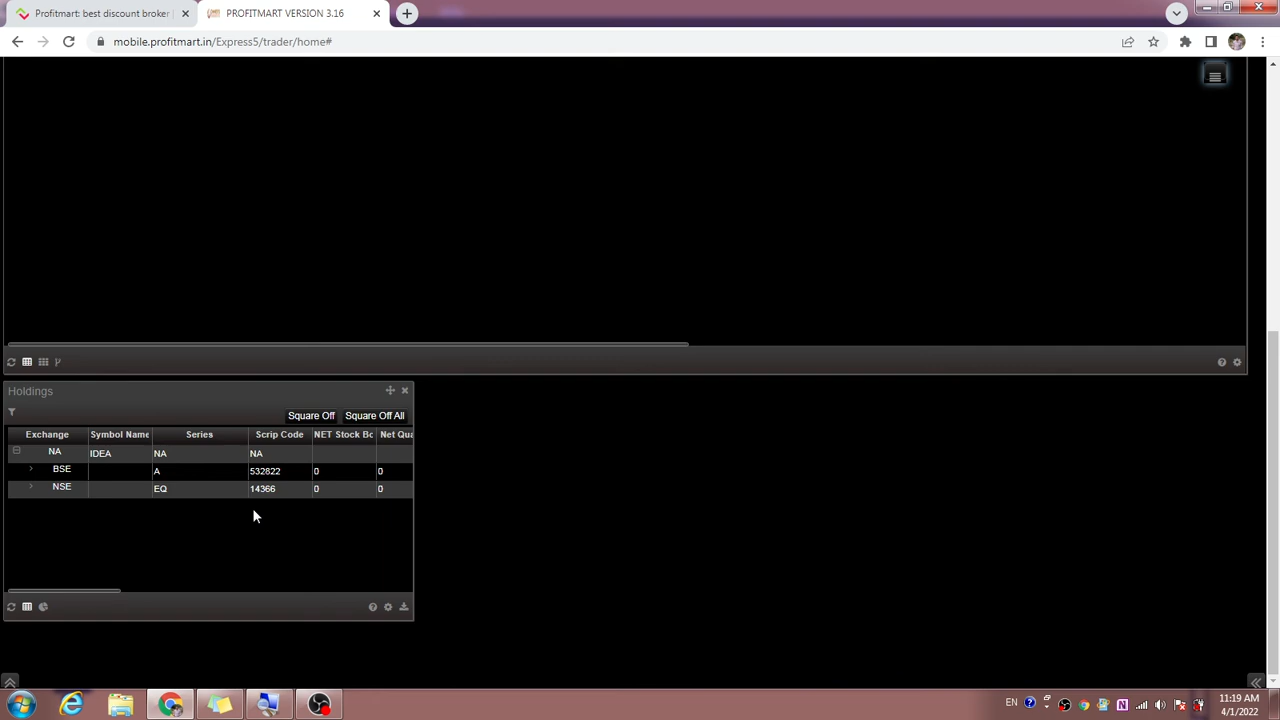 Profitmart: best discount broker |
PROFITMART VERSION 3.16
mobile.profitmart.in/Express5/trader/home#
Holdings
Square Off Square Off All
Exchange Symbol Name Series Scrip Code NET Stock Bo Net Qua
NA IDEA NA NA
BSE A 532822 0 0
NSE EQ 14366 0 0
EN
11:19 AM
4/1/2022